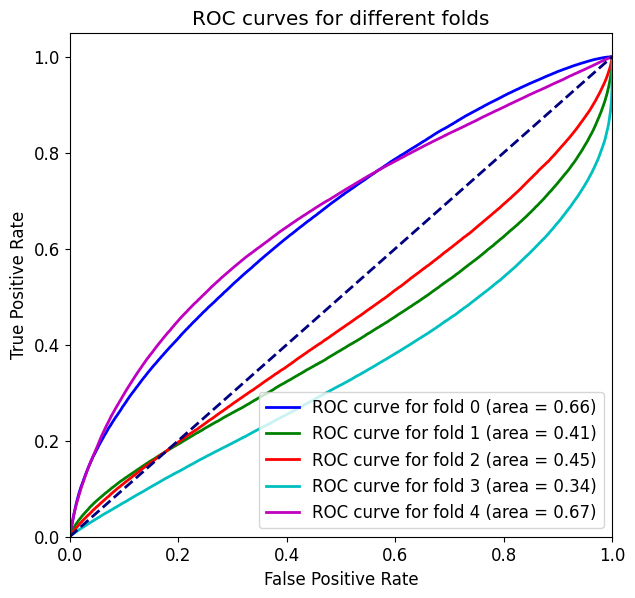 ROC curves for different folds
True Positive Rate
1.0
0.8
0.6
0.4
0.2
0.0
ROC curve for fold 0 (area = 0.66)
ROC curve for fold 1 (area = 0.41)
ROC curve for fold 2 (area = 0.45)
ROC curve for fold 3 (area = 0.34)
ROC curve for fold 4 (area = 0.67)
0.0 0.2 0.4 0.6 0.8 1.0
False Positive Rate